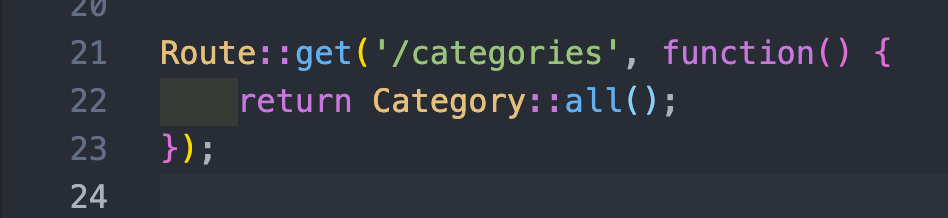 20
21 Route::get('/categories', function() {
22     return Category::all();
23 });
24